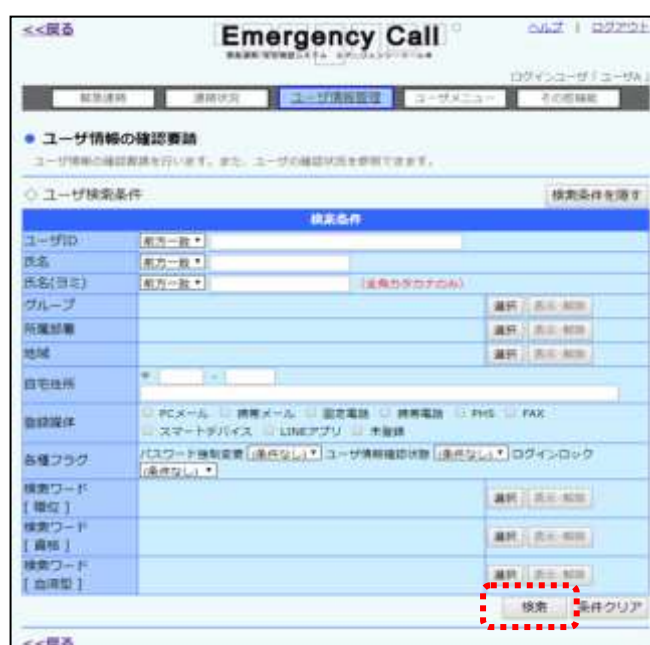 <<戻る
Emergency Call
ヘルプ | ログアウト
ログインユーザ「ユーザA」
緊急連絡 連絡状況 ユーザ情報管理 ユーザメニュー その他機能
● ユーザ情報の確認要請
ユーザ情報の確認要請を行います。また、ユーザの確認状況を参照できます。
◇ ユーザ検索条件 検索条件を隠す
検索条件
ユーザID 前方一致
氏名 前方一致
氏名(ヨミ) 前方一致 (全角カタカナのみ)
グループ 選択 表示・解除
所属部署 選択 表示・解除
地域 選択 表示・解除
自宅住所 〒 -
登録媒体 PCメール 携帯メール 固定電話 携帯電話 PHS FAX
スマートデバイス LINEアプリ 未登録
各種フラグ パスワード強制変更 (条件なし) ユーザ情報確認状態 (条件なし) ログインロック
(条件なし)
検索ワード
[ 職位 ] 選択 表示・解除
検索ワード
[ 資格 ] 選択 表示・解除
検索ワード
[ 血液型 ] 選択 表示・解除
検索 条件クリア
<<戻る